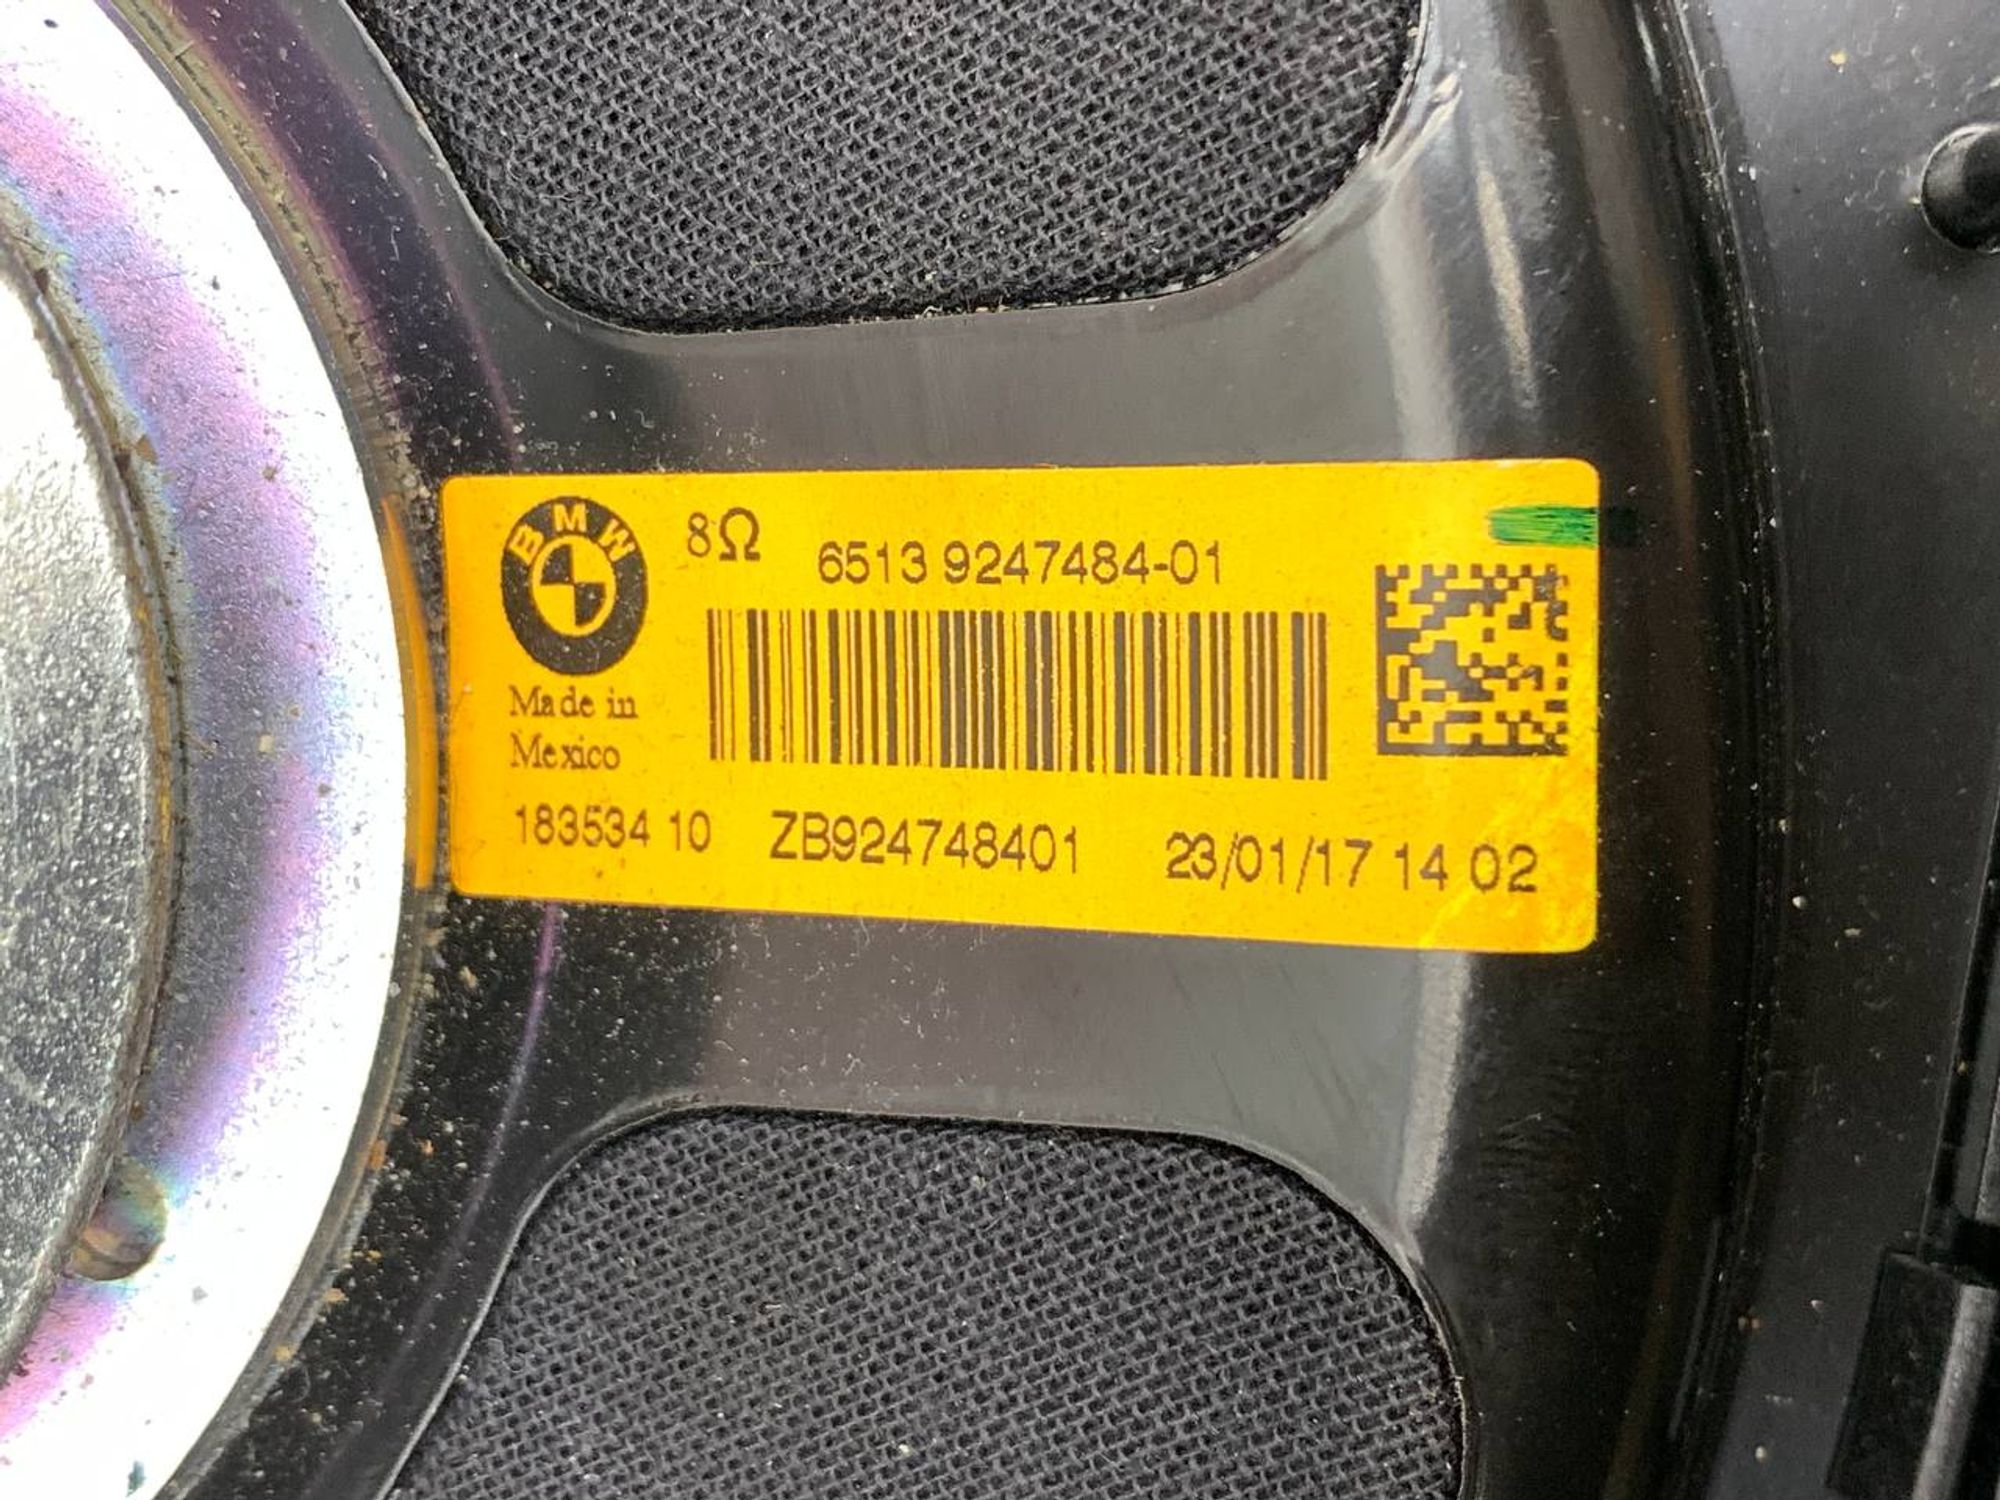 BMW
8Ω 6513 9247484-01
Made in
Mexico
183534 10 ZB924748401 23/01/17 14 02